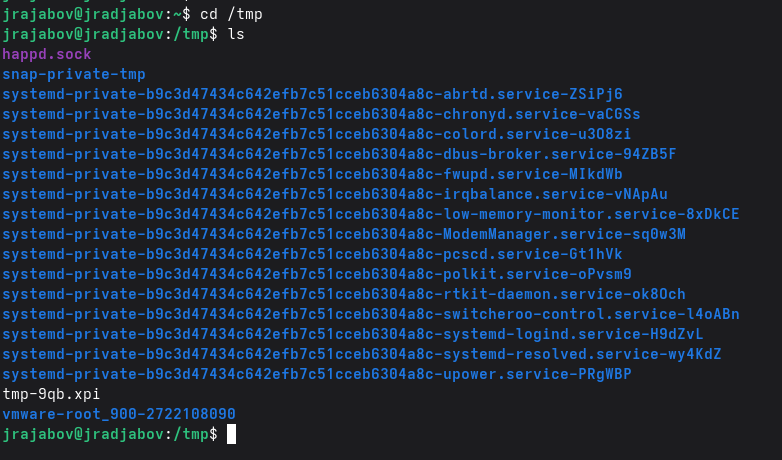 jrajabov@jradjabov:~$ cd /tmp
jrajabov@jradjabov:/tmp$ ls
happd.sock
snap-private-tmp
systemd-private-b9c3d47434c642efb7c51cceb6304a8c-abrtd.service-ZSiPj6
systemd-private-b9c3d47434c642efb7c51cceb6304a8c-chronyd.service-vaCGSs
systemd-private-b9c3d47434c642efb7c51cceb6304a8c-colord.service-u3O8zi
systemd-private-b9c3d47434c642efb7c51cceb6304a8c-dbus-broker.service-94ZB5F
systemd-private-b9c3d47434c642efb7c51cceb6304a8c-fwupd.service-MIkdWb
systemd-private-b9c3d47434c642efb7c51cceb6304a8c-irqbalance.service-vNApAu
systemd-private-b9c3d47434c642efb7c51cceb6304a8c-low-memory-monitor.service-8xDkCE
systemd-private-b9c3d47434c642efb7c51cceb6304a8c-ModemManager.service-sq0w3M
systemd-private-b9c3d47434c642efb7c51cceb6304a8c-pcscd.service-Gt1hVk
systemd-private-b9c3d47434c642efb7c51cceb6304a8c-polkit.service-oPvsm9
systemd-private-b9c3d47434c642efb7c51cceb6304a8c-rtkit-daemon.service-ok8Och
systemd-private-b9c3d47434c642efb7c51cceb6304a8c-switcheroo-control.service-l4oABn
systemd-private-b9c3d47434c642efb7c51cceb6304a8c-systemd-logind.service-H9dZvL
systemd-private-b9c3d47434c642efb7c51cceb6304a8c-systemd-resolved.service-wy4KdZ
systemd-private-b9c3d47434c642efb7c51cceb6304a8c-upower.service-PRgWBP
tmp-9qb.xpi
vmware-root_900-2722108090
jrajabov@jradjabov:/tmp$